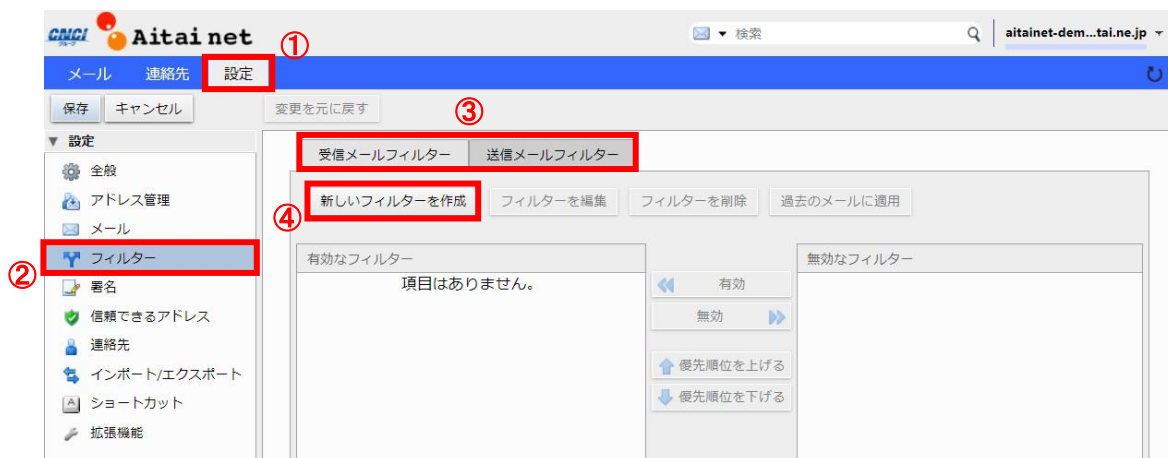 CNCI グループ Aitai net
検索
aitainet-dem...tai.ne.jp
①
メール 連絡先 設定
保存 キャンセル 変更を元に戻す
③
設定
全般
アドレス管理
メール
② フィルター
署名
信頼できるアドレス
連絡先
インポート/エクスポート
ショートカット
拡張機能
受信メールフィルター 送信メールフィルター
④ 新しいフィルターを作成 フィルターを編集 フィルターを削除 過去のメールに適用
有効なフィルター
項目はありません。
有効
無効
優先順位を上げる
優先順位を下げる
無効なフィルター